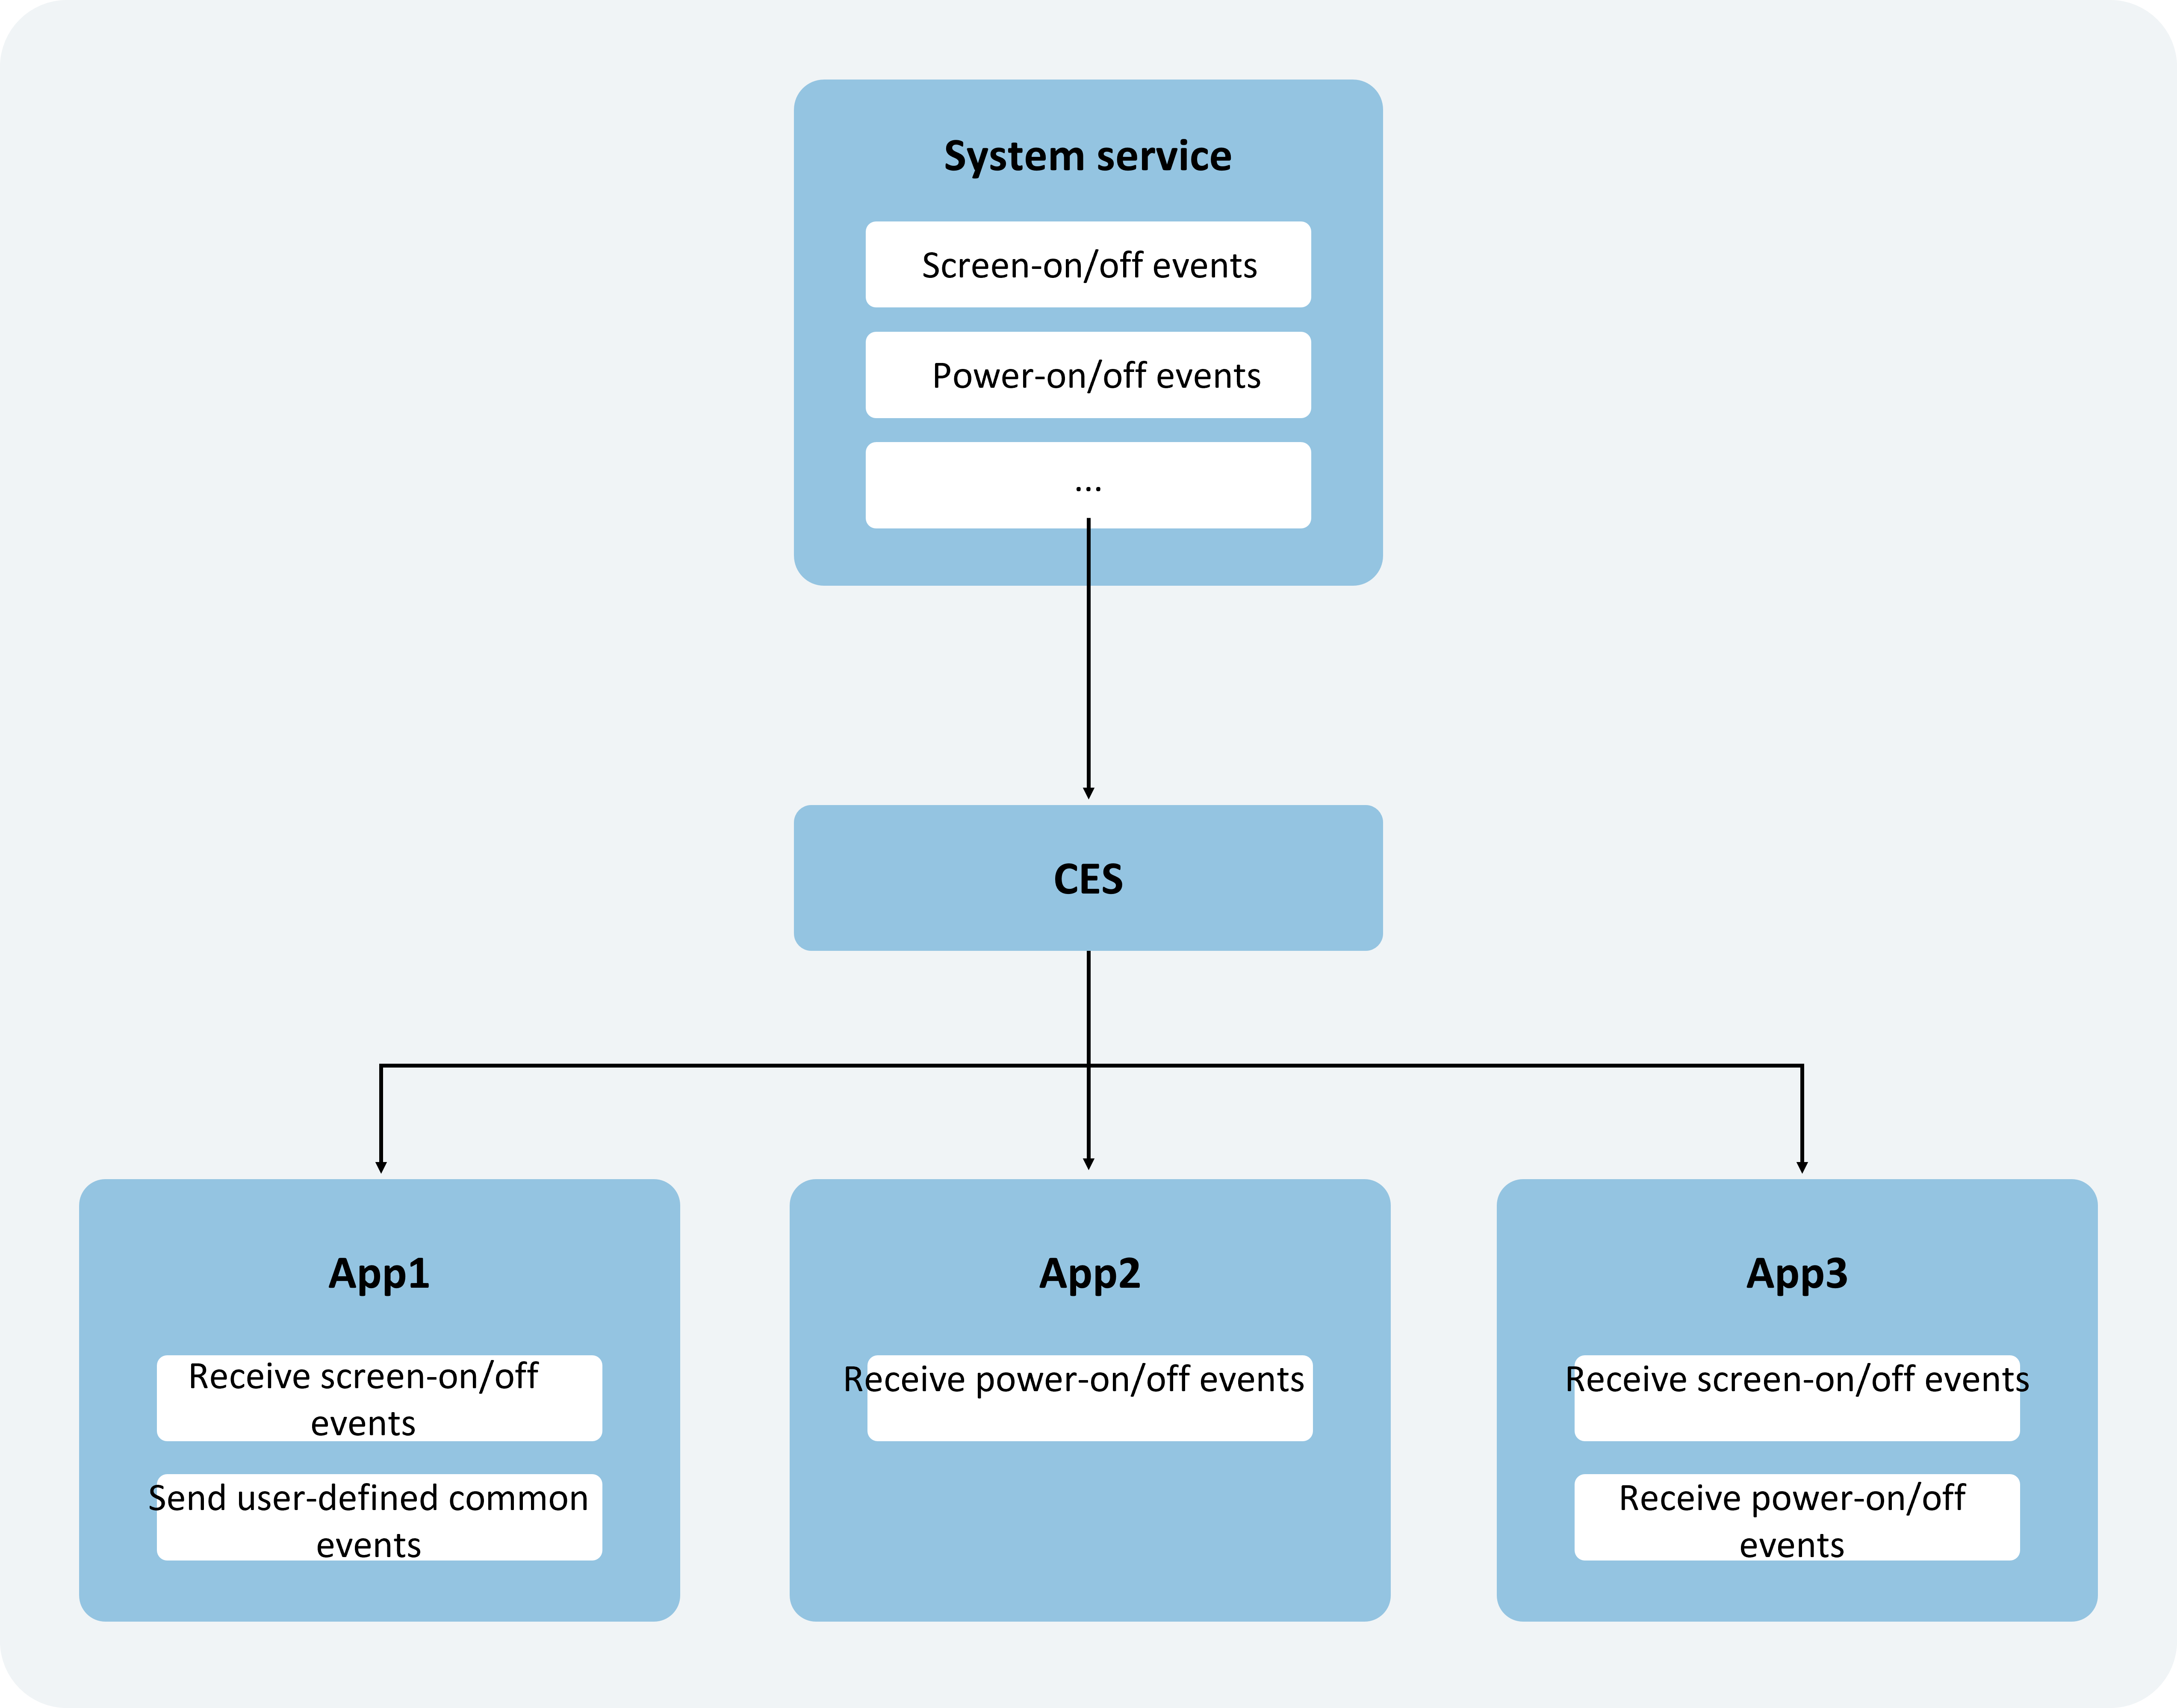 System service
Screen-on/off events
Power-on/off events
...
CES
App1
Receive screen-on/off
events
Send user-defined common
events
App2
Receive power-on/off events
App3
Receive screen-on/off events
Receive power-on/off
events